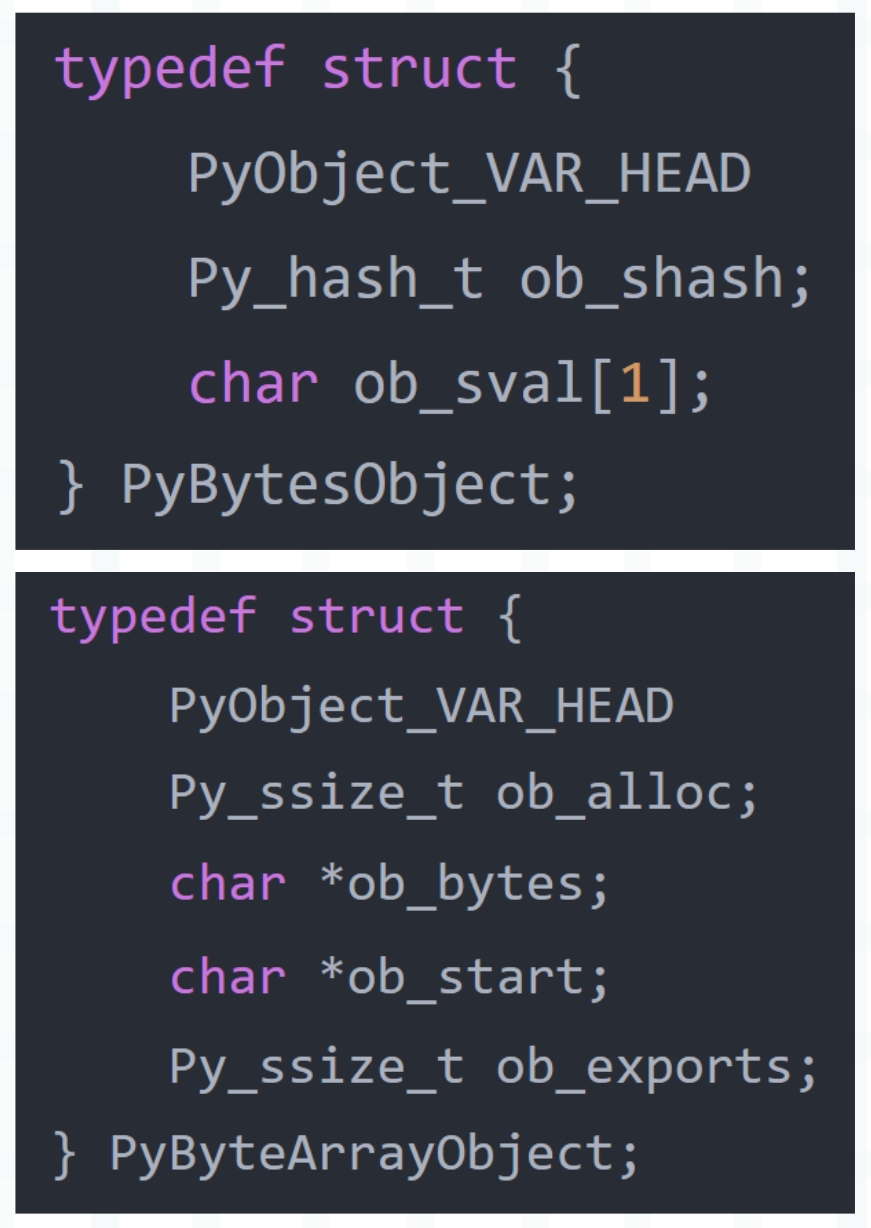 typedef struct {
PyObject_VAR_HEAD
Py_hash_t ob_shash;
char ob_sval[1];
} PyBytesObject;
typedef struct {
PyObject_VAR_HEAD
Py_ssize_t ob_alloc;
char *ob_bytes;
char *ob_start;
Py_ssize_t ob_exports;
} PyByteArrayObject;